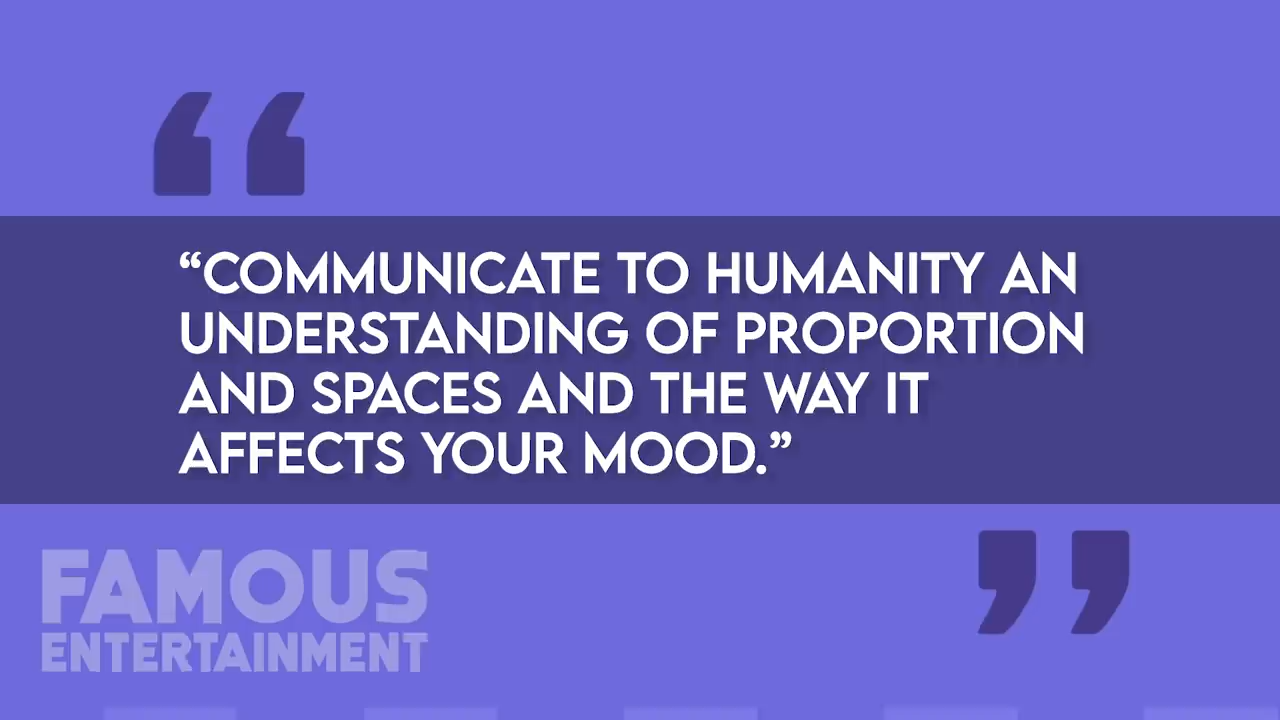 “COMMUNICATE TO HUMANITY AN
UNDERSTANDING OF PROPORTION
AND SPACES AND THE WAY IT
AFFECTS YOUR MOOD.”
FAMOUS
ENTERTAINMENT